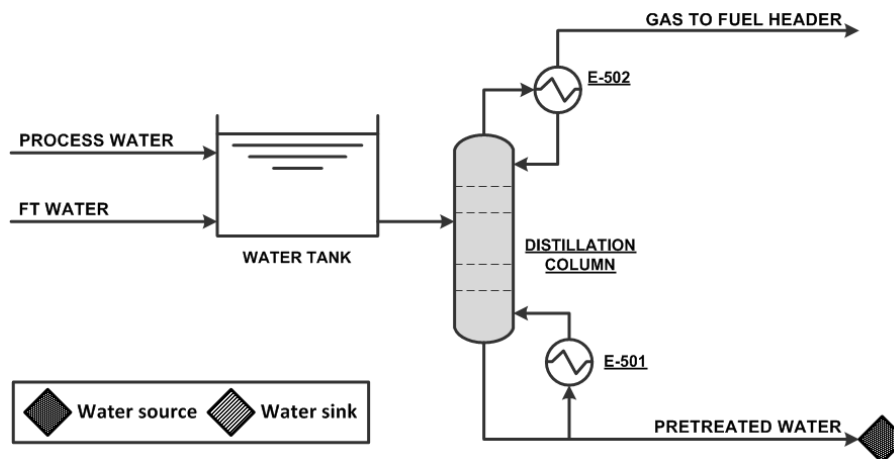 GAS TO FUEL HEADER
E-502
PROCESS WATER
FT WATER
WATER TANK
DISTILLATION
COLUMN
E-501
PRETREATED WATER
Water source
Water sink